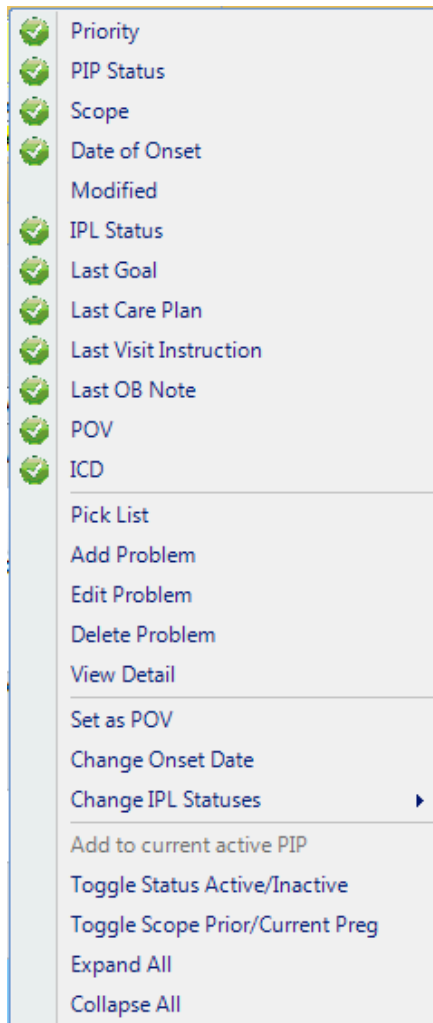 Priority
PIP Status
Scope
Date of Onset
Modified
IPL Status
Last Goal
Last Care Plan
Last Visit Instruction
Last OB Note
POV
ICD
Pick List
Add Problem
Edit Problem
Delete Problem
View Detail
Set as POV
Change Onset Date
Change IPL Statuses
Add to current active PIP
Toggle Status Active/Inactive
Toggle Scope Prior/Current Preg
Expand All
Collapse All